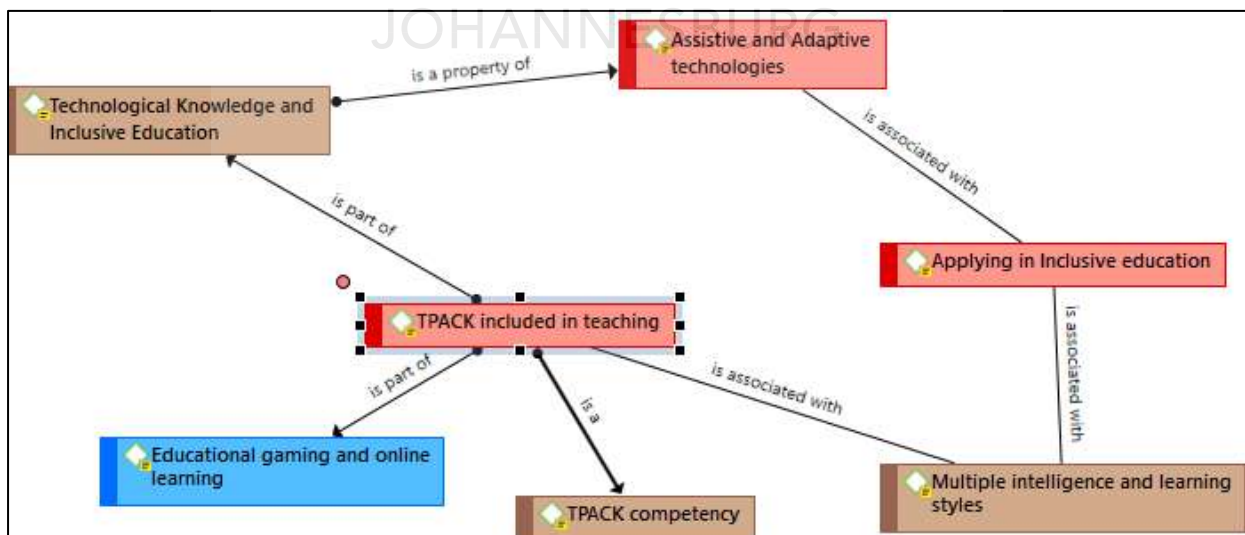 JOHANNESBURG
Assistive and Adaptive
technologies
is a property of
Technological Knowledge and
Inclusive Education
is associated with
is part of
Applying in Inclusive education
TPACK included in teaching
is part of
is a
is associated with
is associated with
Educational gaming and online
learning
Multiple intelligence and learning
styles
TPACK competency